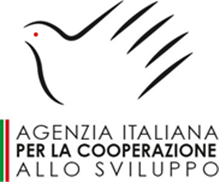 AGENZIA ITALIANA
PER LA COOPERAZIONE
ALLO SVILUPPO